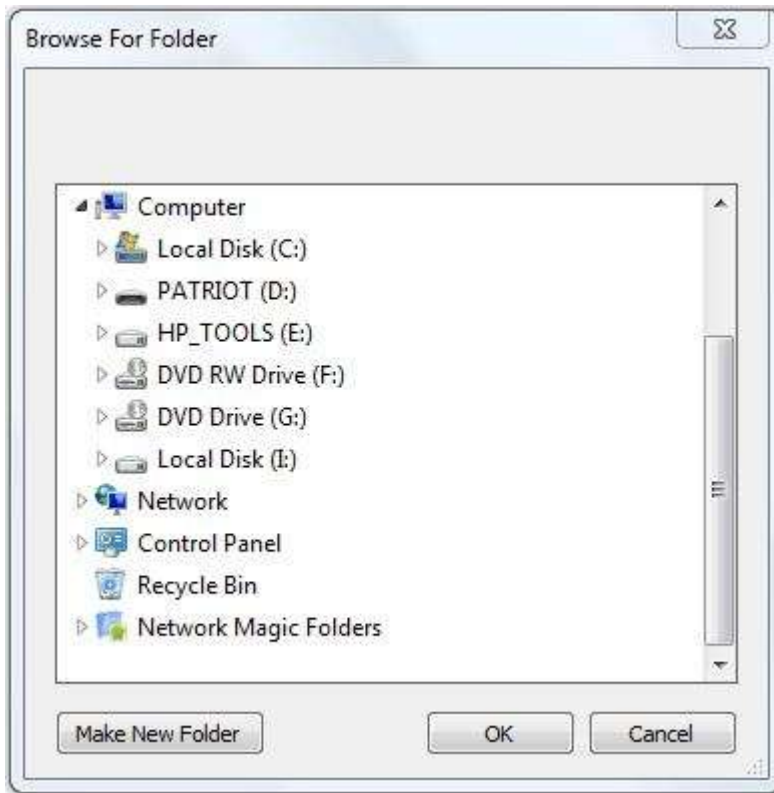 Browse For Folder
Computer
Local Disk (C:)
PATRIOT (D:)
HP_TOOLS (E:)
DVD RW Drive (F:)
DVD Drive (G:)
Local Disk (I:)
Network
Control Panel
Recycle Bin
Network Magic Folders
Make New Folder OK Cancel